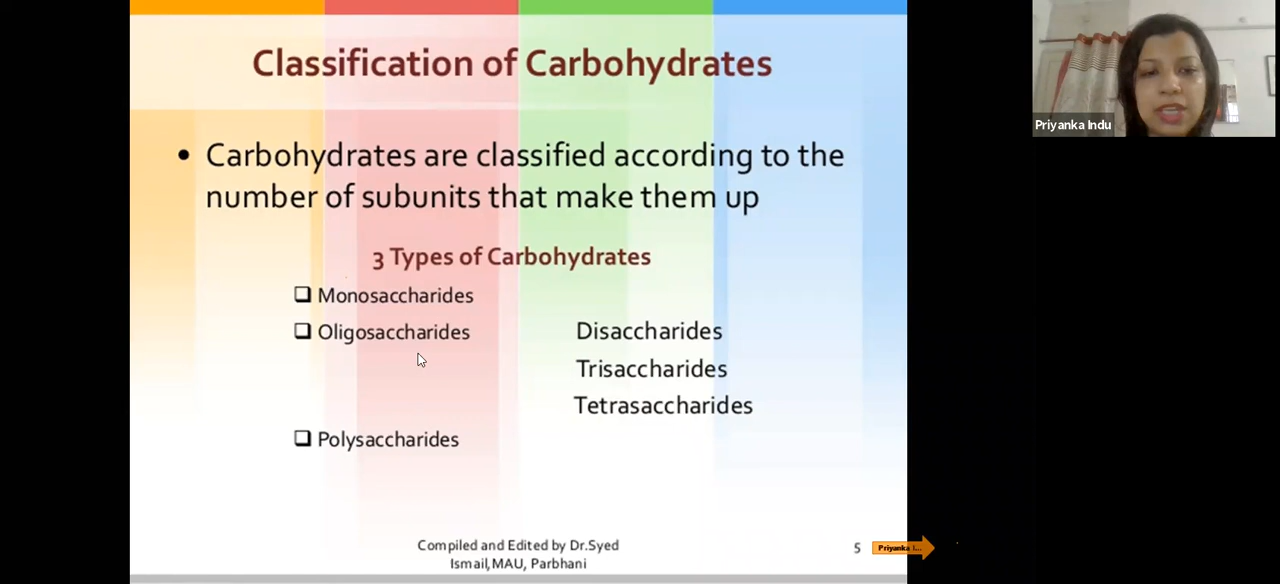 Classification of Carbohydrates
Priyanka Indu
• Carbohydrates are classified according to the
number of subunits that make them up
3 Types of Carbohydrates
❑ Monosaccharides
❑ Oligosaccharides Disaccharides
Trisaccharides
Tetrasaccharides
❑ Polysaccharides
Compiled and Edited by Dr.Syed
Ismail,MAU, Parbhani
5
Priyanka I...